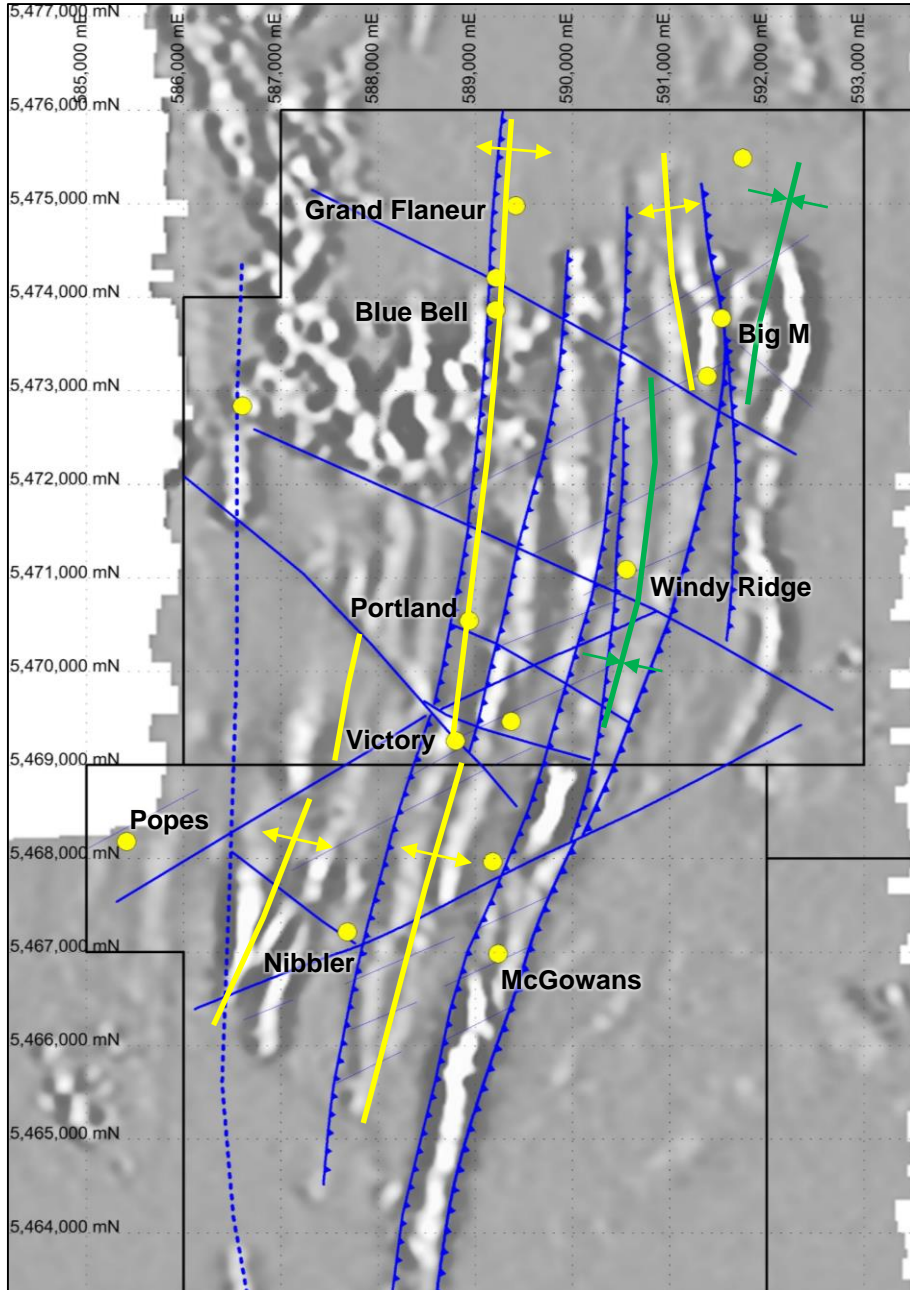 5,477,000 mN
585,000 mE
586,000 mE
587,000 mE
588,000 mE
589,000 mE
590,000 mE
591,000 mE
592,000 mE
593,000 mE
5,476,000 mN
5,475,000 mN
Grand Flaneur
5,474,000 mN
Blue Bell
Big M
5,473,000 mN
5,472,000 mN
5,471,000 mN
Windy Ridge
Portland
5,470,000 mN
Victory
5,469,000 mN
Popes
5,468,000 mN
5,467,000 mN
Nibbler
McGowans
5,466,000 mN
5,465,000 mN
5,464,000 mN